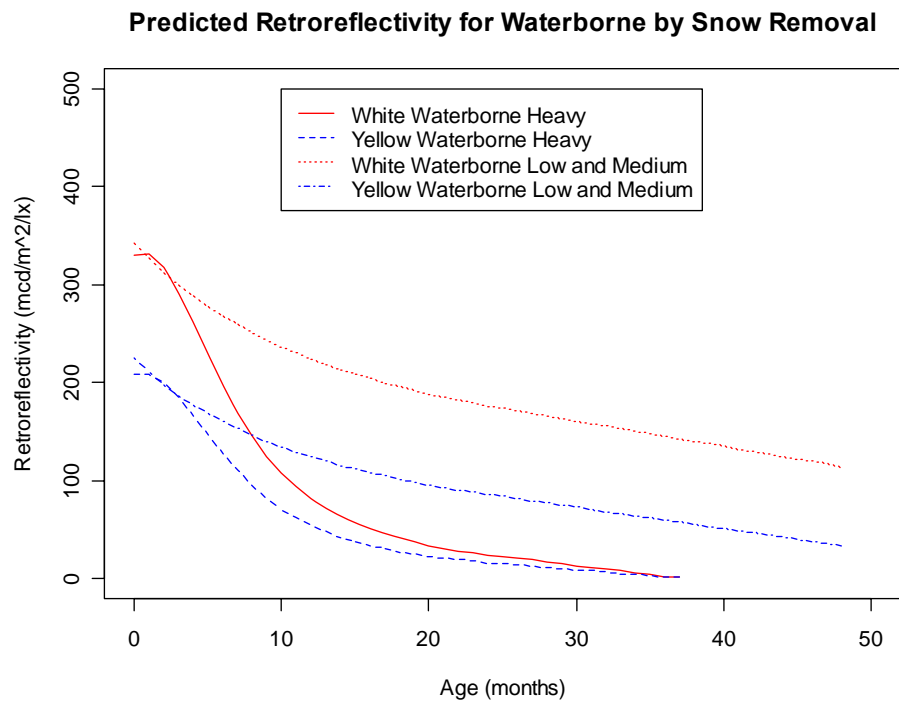 Predicted Retroreflectivity for Waterborne by Snow Removal
500
400
300
200
100
0
Retroreflectivity (mcd/m^2/lx)
White Waterborne Heavy
Yellow Waterborne Heavy
White Waterborne Low and Medium
Yellow Waterborne Low and Medium
0 10 20 30 40 50
Age (months)